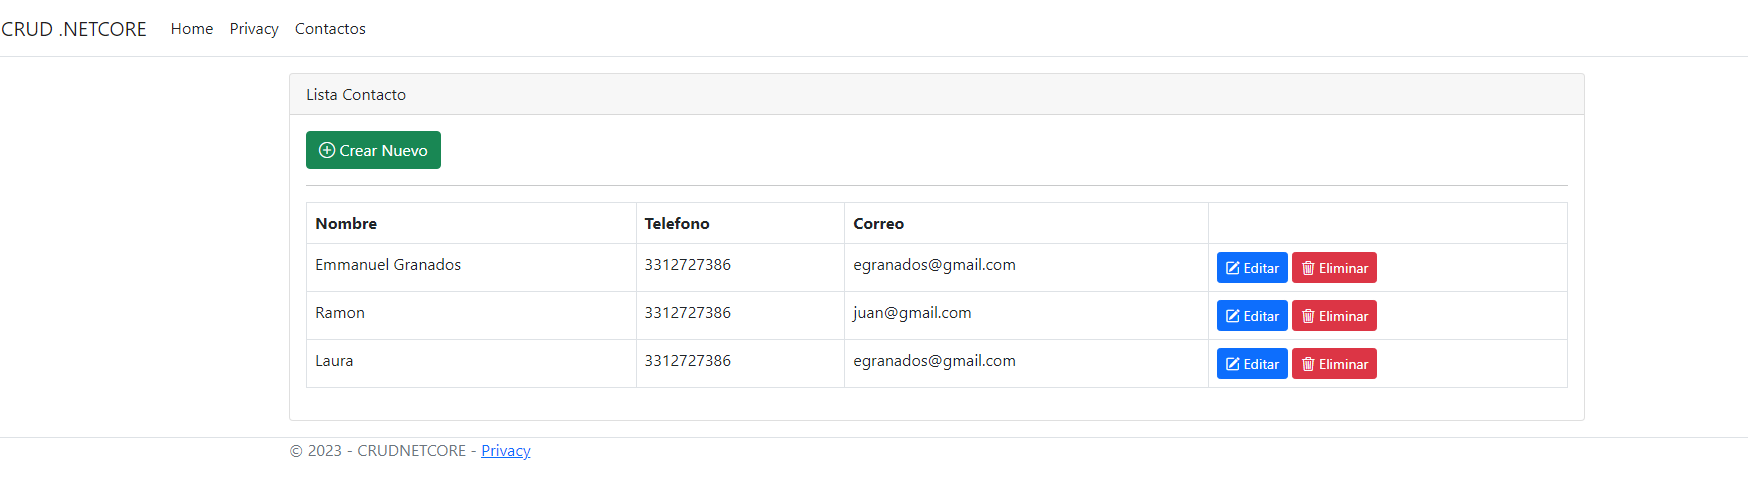 CRUD .NETCORE Home Privacy Contactos
Lista Contacto
Crear Nuevo
Nombre Telefono Correo
Emmanuel Granados 3312727386 egranados@gmail.com Editar Eliminar
Ramon 3312727386 juan@gmail.com Editar Eliminar
Laura 3312727386 egranados@gmail.com Editar Eliminar
© 2023 - CRUDNETCORE - Privacy